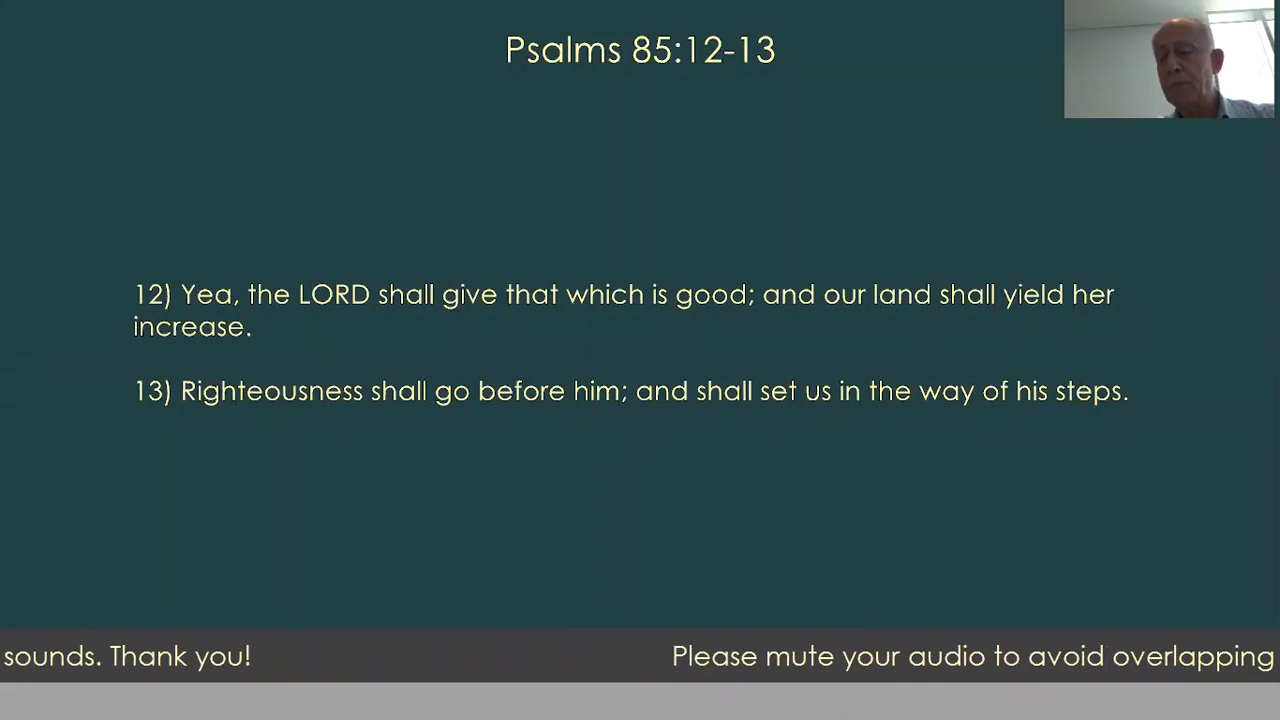 Psalms 85:12-13
12) Yea, the LORD shall give that which is good; and our land shall yield her
increase.
13) Righteousness shall go before him; and shall set us in the way of his steps.
sounds. Thank you! Please mute your audio to avoid overlapping